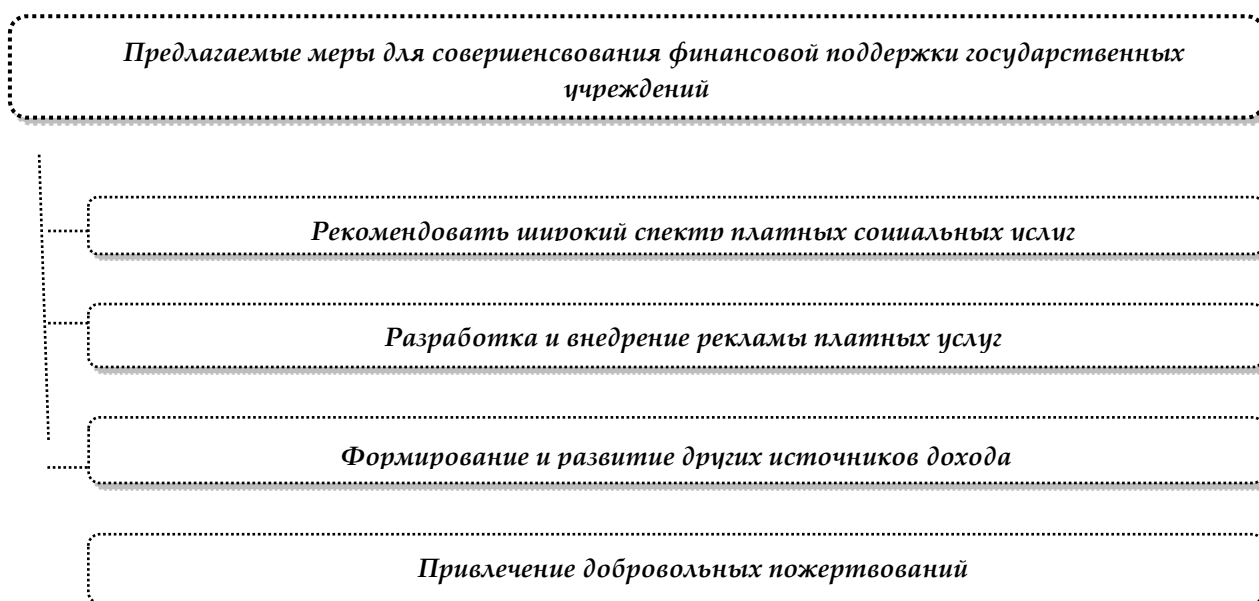 Предлагаемые меры для совершенсвования финансовой поддержки государственных
учреждений
Рекомендовать широкий спектр платных социальных услуг
Разработка и внедрение рекламы платных услуг
Формирование и развитие других источников дохода
Привлечение добровольных пожертвований